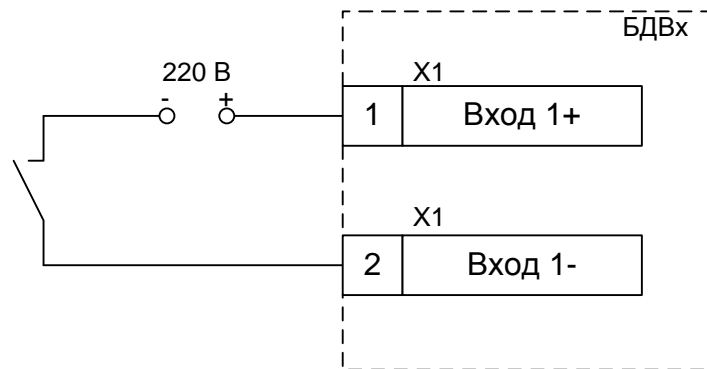 БДВх
220 В
- +
X1
1 Вход 1+
X1
2 Вход 1-